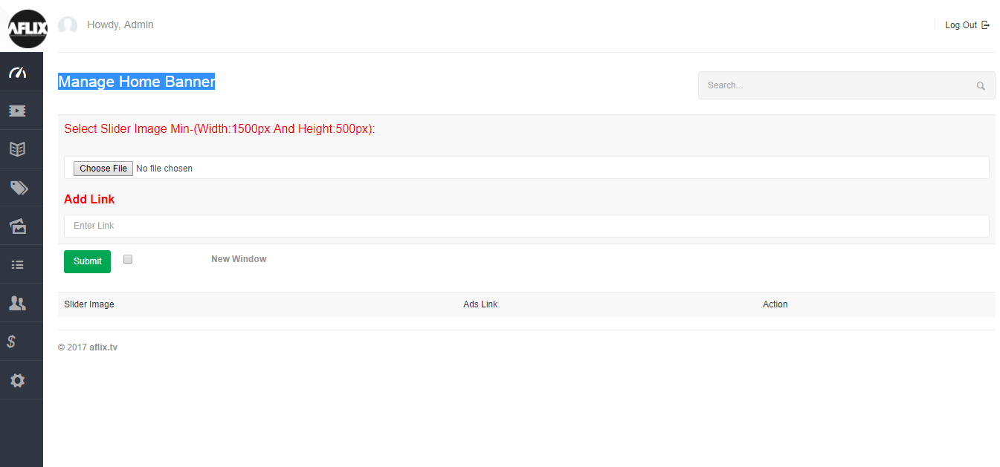 AFLIX
Howdy, Admin
Log Out
Manage Home Banner
Search...
Select Slider Image Min-(Width:1500px And Height:500px):
Choose File No file chosen
Add Link
Enter Link
Submit
New Window
Slider Image Ads Link Action
© 2017 aflix.tv